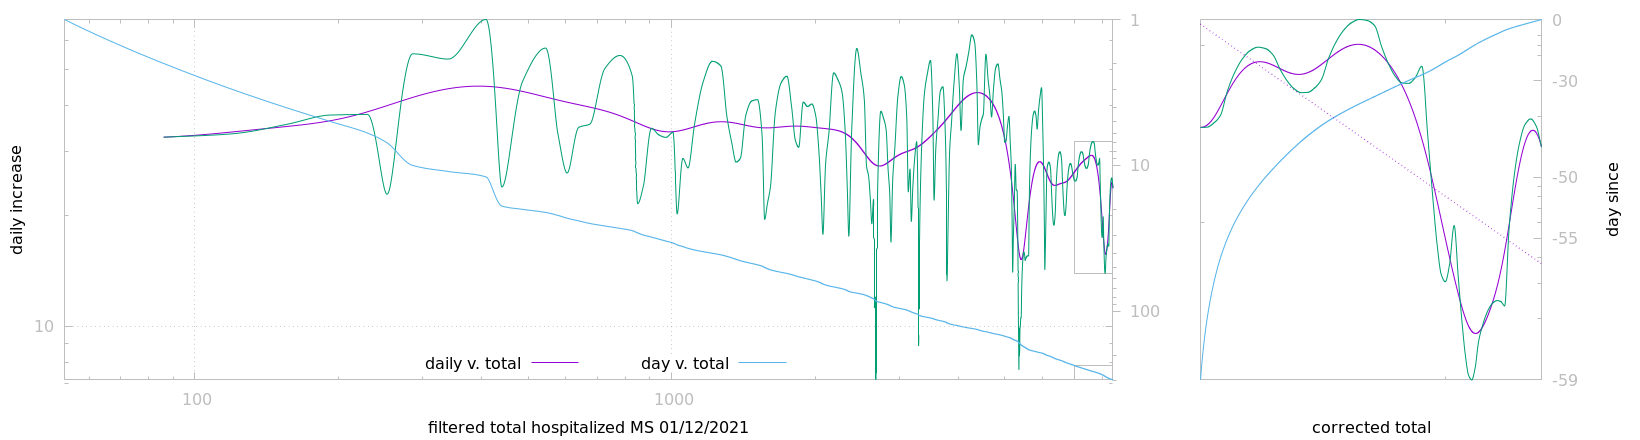 daily increase
10
100
1000
daily v. total
day v. total
filtered total hospitalized MS 01/12/2021
1
10
100
0
-30
-50
-55
-59
day since
corrected total